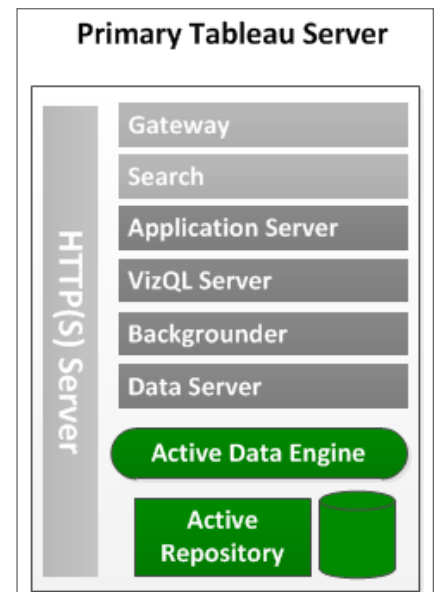 Primary Tableau Server
HTTP(S) Server
Gateway
Search
Application Server
VizQL Server
Backgrounder
Data Server
Active Data Engine
Active
Repository